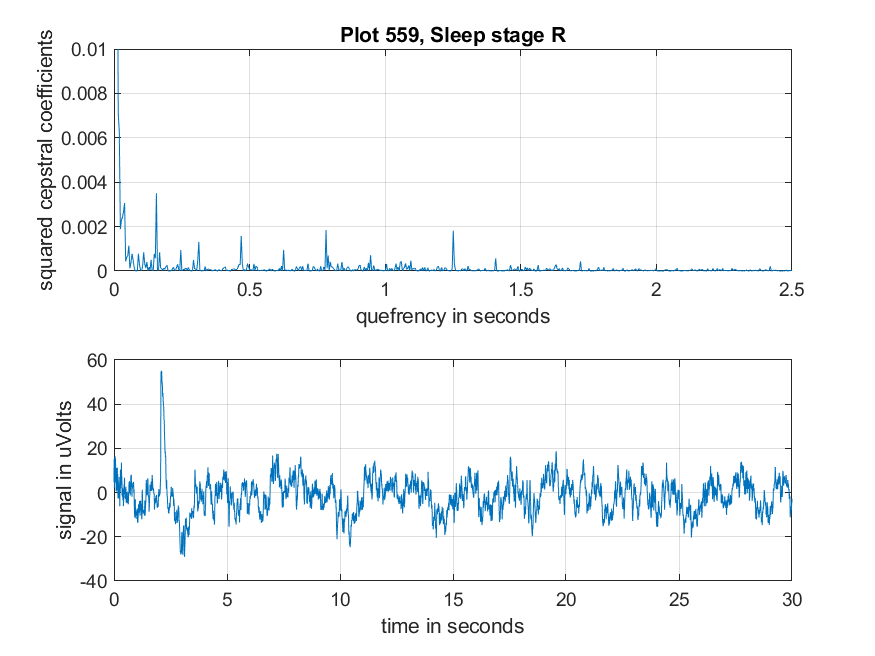 Plot 559, Sleep stage R
squared cepstral coefficients
0.01
0.008
0.006
0.004
0.002
0
0 0.5 1 1.5 2 2.5
quefrency in seconds
signal in uVolts
60
40
20
0
-20
-40
0 5 10 15 20 25 30
time in seconds